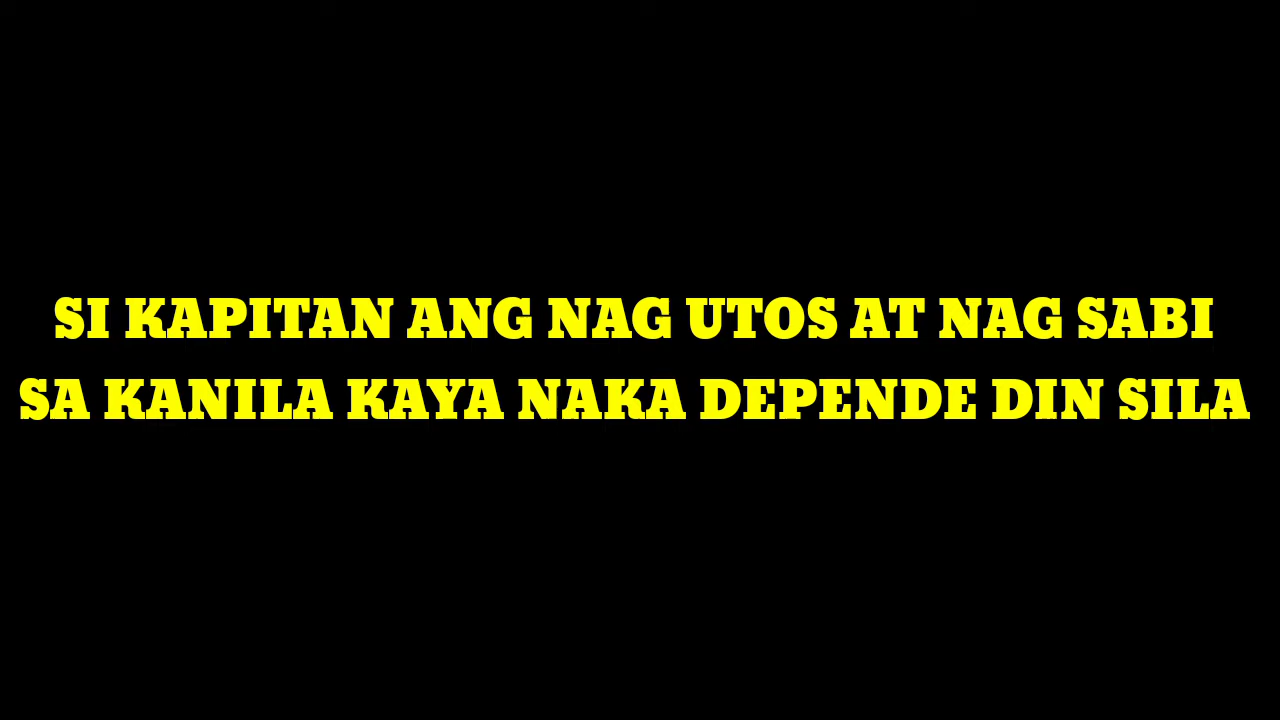 SI KAPITAN ANG NAG UTOS AT NAG SABI
SA KANILA KAYA NAKA DEPENDE DIN SILA